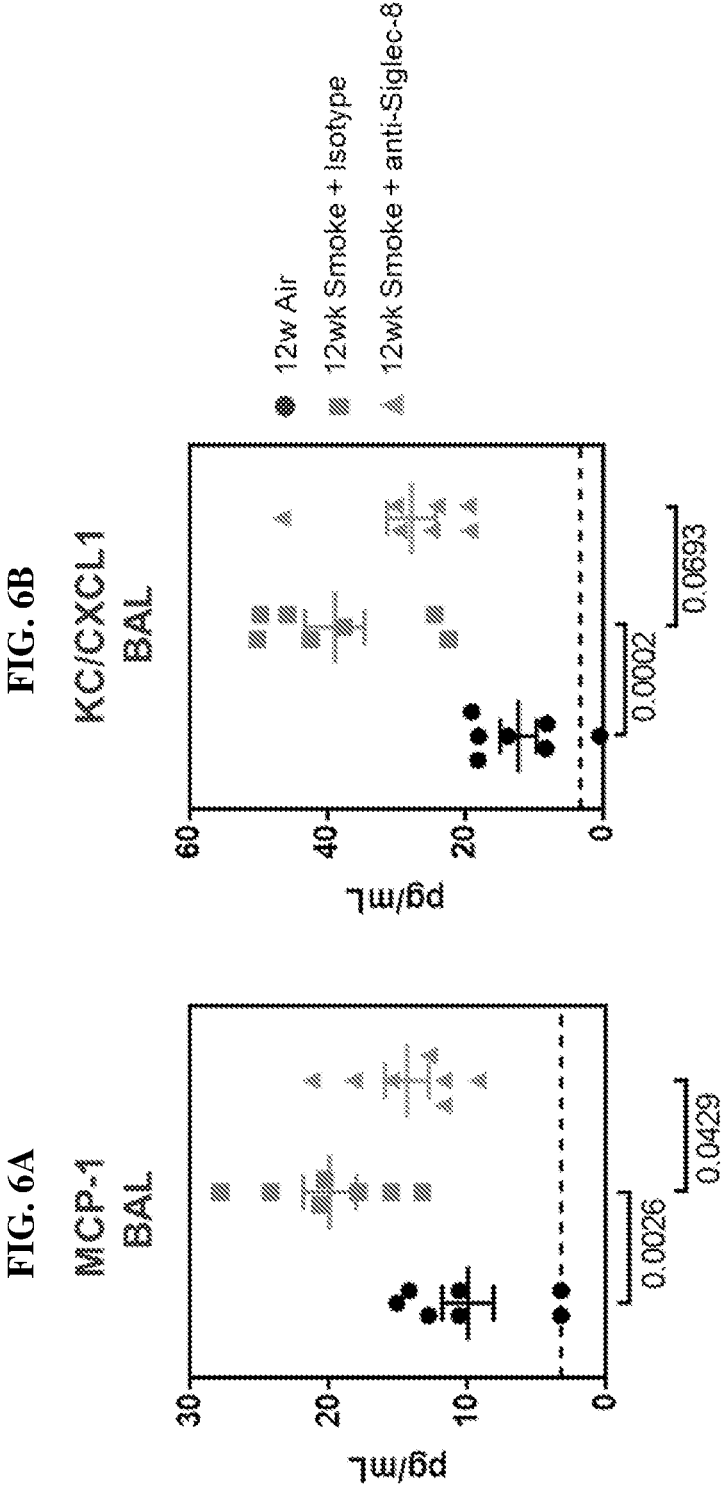 FIG. 6A
MCP-1
BAL
pg/mL
30
20
10
0
0.0026
0.0429
FIG. 6B
KC/CXCL1
BAL
pg/mL
60
40
20
0
0.0002
0.0693
12w Air
12wk Smoke + Isotype
12wk Smoke + anti-Siglec-8